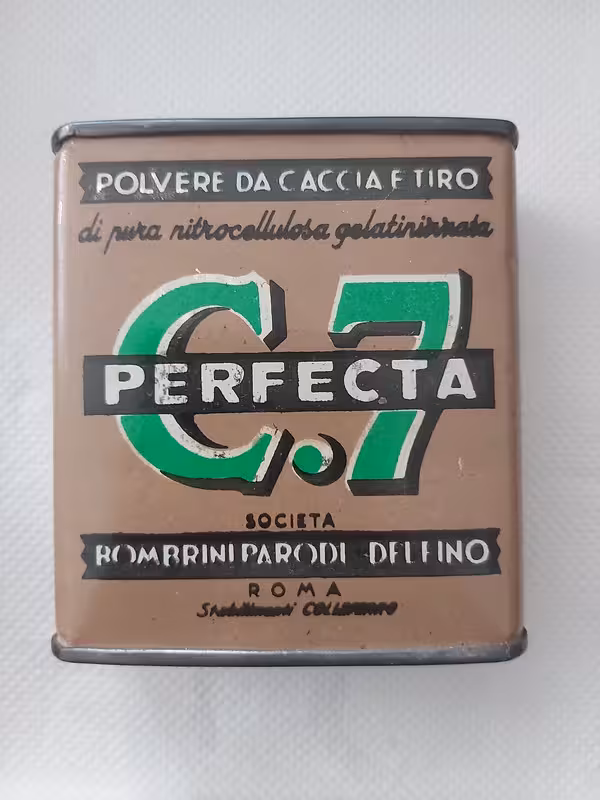 POLVERE DA CACCIA E TIRO
di pura nitrocellulosa gelatinizzata
C.7
PERFECTA
SOCIETA
BOMBRINI PARODI DELFINO
ROMA
Stabilimenti COLLEFERRO